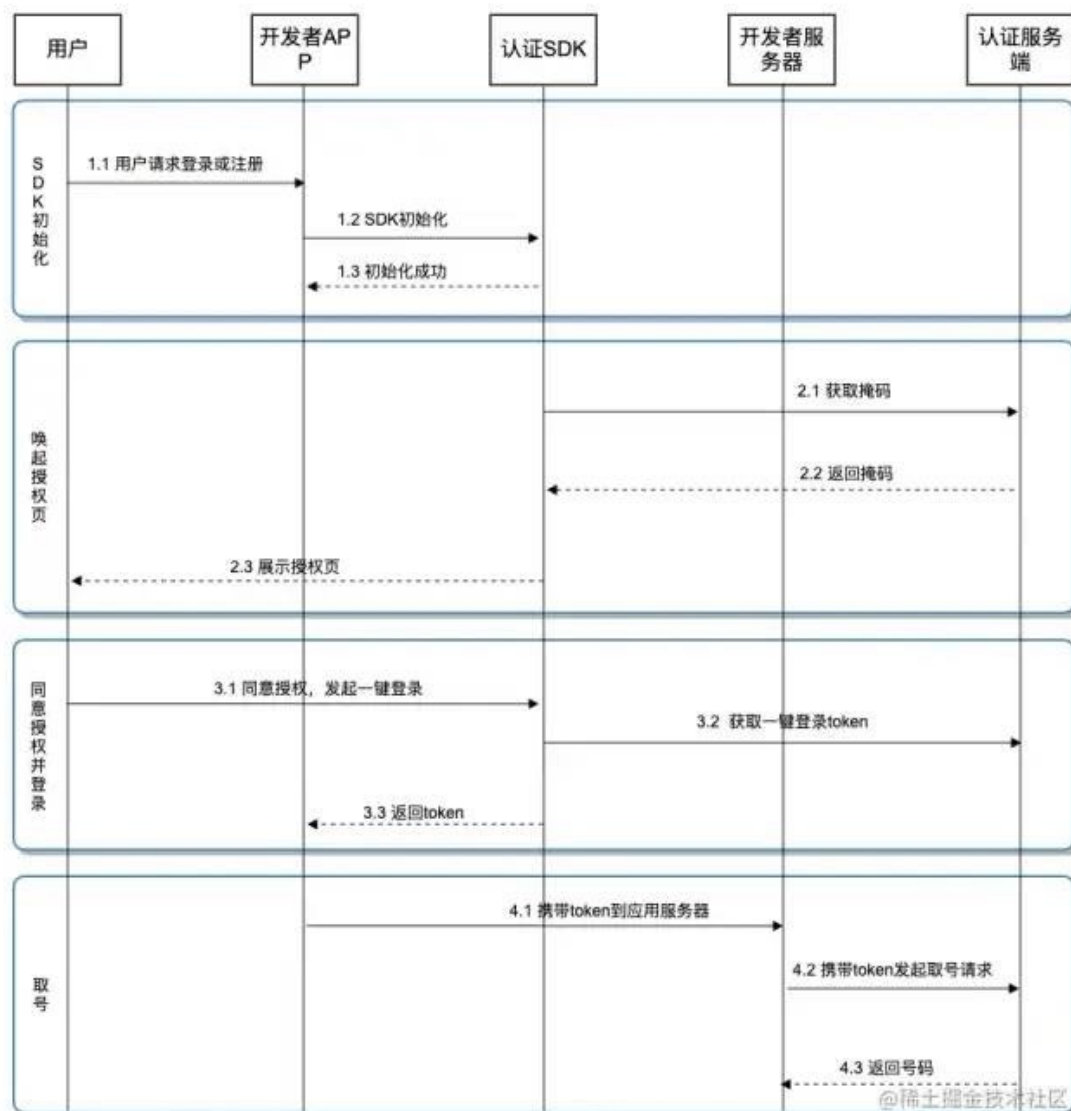 用户
开发者AP
P
认证SDK
开发者服
务器
认证服务
端
SDK初始化
1.1 用户请求登录或注册
1.2 SDK初始化
1.3 初始化成功
唤起授权页
2.1 获取掩码
2.2 返回掩码
2.3 展示授权页
同意授权并登录
3.1 同意授权，发起一键登录
3.2 获取一键登录token
3.3 返回token
取号
4.1 携带token到应用服务器
4.2 携带token发起取号请求
4.3 返回号码
@稀土掘金技术社区